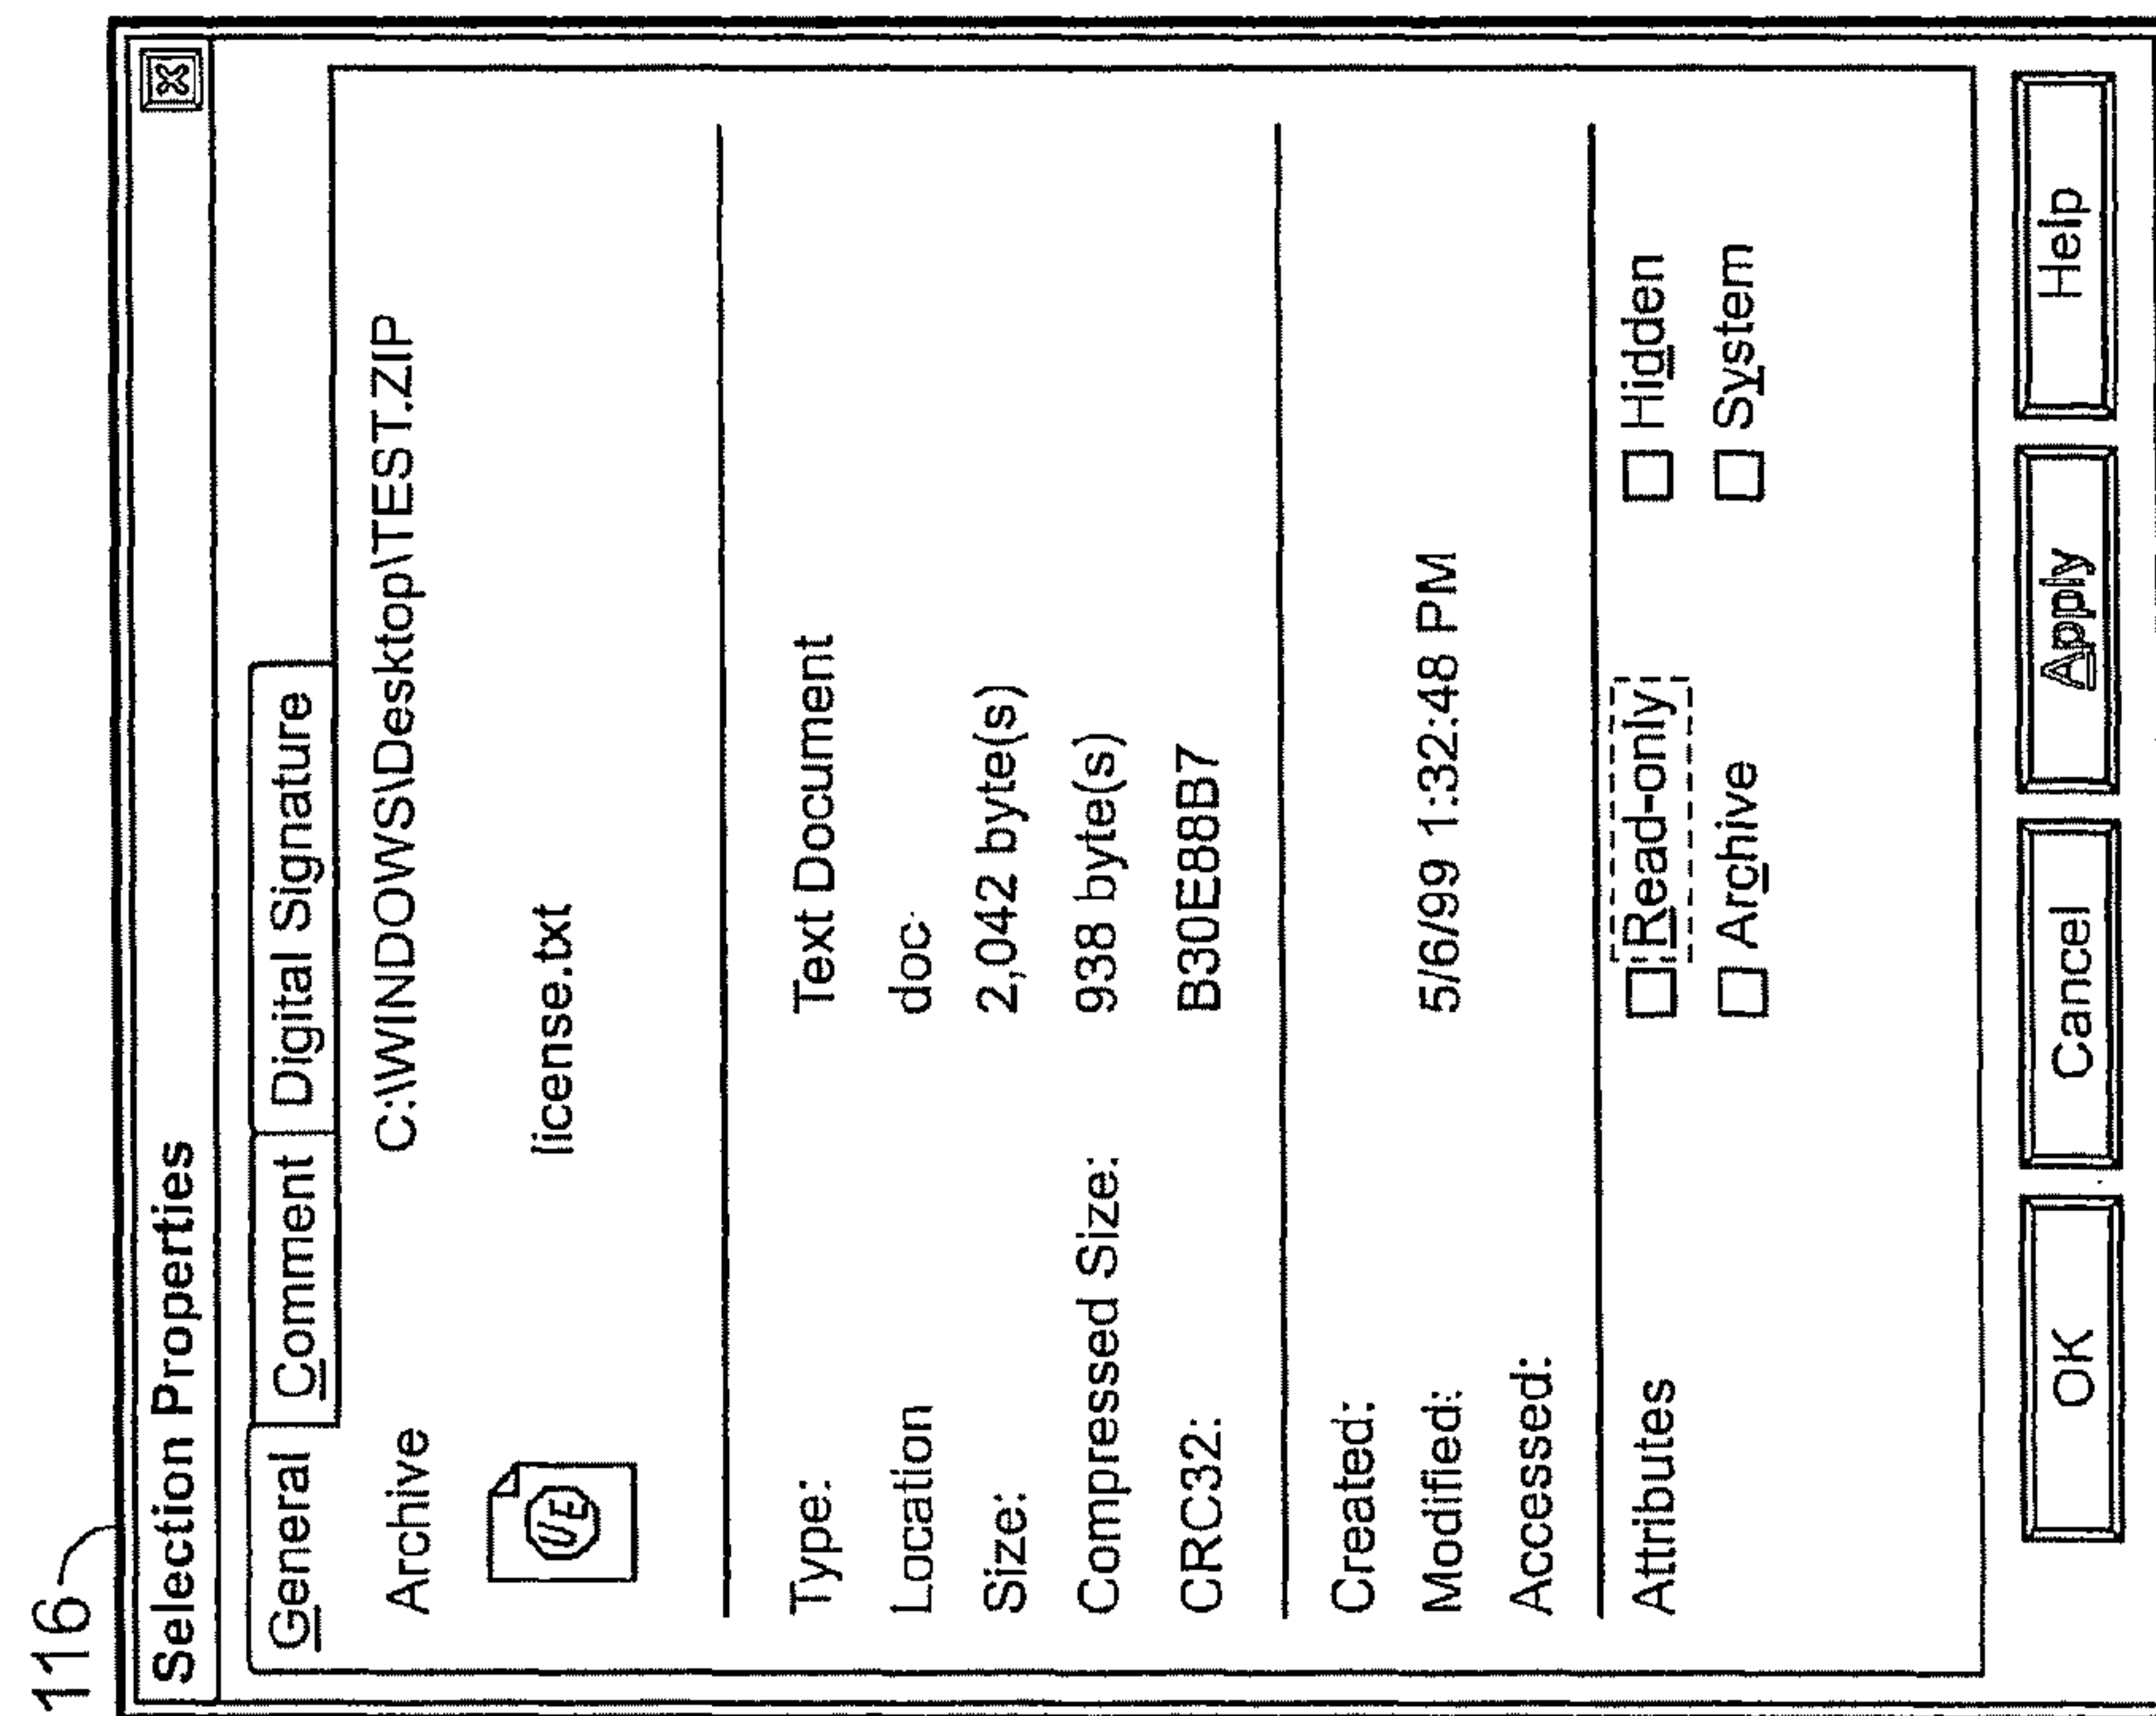 116
Selection Properties
General Comment Digital Signature
Archive C:\WINDOWS\Desktop\TEST.ZIP
UE license.txt
Type: Text Document
Location doc
Size: 2,042 byte(s)
Compressed Size: 938 byte(s)
CRC32: B30E88B7
Created:
Modified: 5/6/99 1:32:48 PM
Accessed:
Attributes Read-only Hidden
Archive System
OK Cancel Apply Help